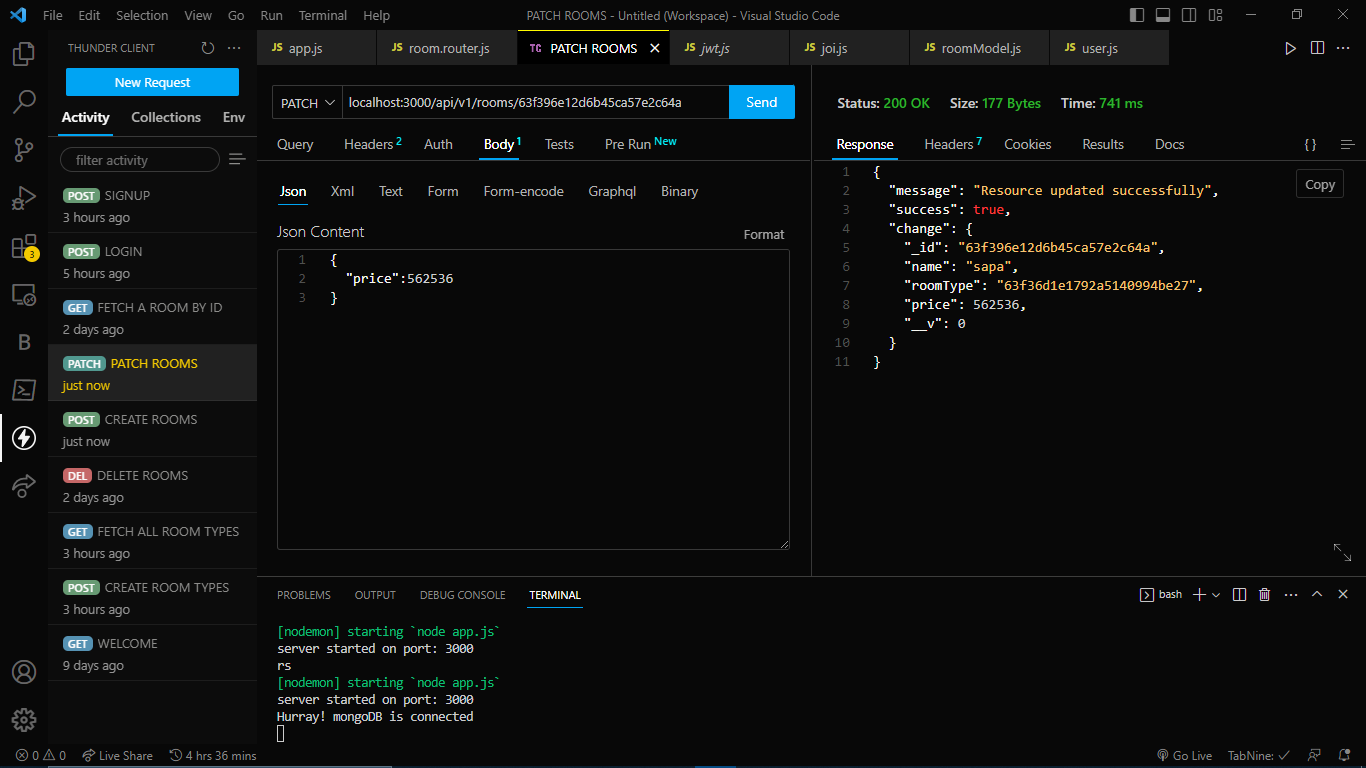 File Edit Selection View Go Run Terminal Help PATCH ROOMS - Untitled (Workspace) - Visual Studio Code
THUNDER CLIENT
New Request
Activity Collections Env
filter activity
POST SIGNUP
3 hours ago
POST LOGIN
5 hours ago
GET FETCH A ROOM BY ID
2 days ago
PATCH PATCH ROOMS
just now
POST CREATE ROOMS
just now
DEL DELETE ROOMS
2 days ago
GET FETCH ALL ROOM TYPES
3 hours ago
POST CREATE ROOM TYPES
3 hours ago
GET WELCOME
9 days ago
3
B
JS app.js JS room.router.js TC PATCH ROOMS JS jwt.js JS joi.js JS roomModel.js JS user.js
PATCH localhost:3000/api/v1/rooms/63f396e12d6b45ca57e2c64a Send
Query Headers 2 Auth Body 1 Tests Pre Run New
Json Xml Text Form Form-encode Graphql Binary
Json Content Format
1 {
2 "price":562536
3 }
Status: 200 OK Size: 177 Bytes Time: 741 ms
Response Headers 7 Cookies Results Docs { }
Copy
1 {
2 "message": "Resource updated successfully",
3 "success": true,
4 "change": {
5 "_id": "63f396e12d6b45ca57e2c64a",
6 "name": "sapa",
7 "roomType": "63f36d1e1792a5140994be27",
8 "price": 562536,
9 "__v": 0
10 }
11 }
PROBLEMS OUTPUT DEBUG CONSOLE TERMINAL bash
[nodemon] starting `node app.js`
server started on port: 3000
rs
[nodemon] starting `node app.js`
server started on port: 3000
Hurray! mongoDB is connected
0 0 Live Share 4 hrs 36 mins Go Live TabNine: